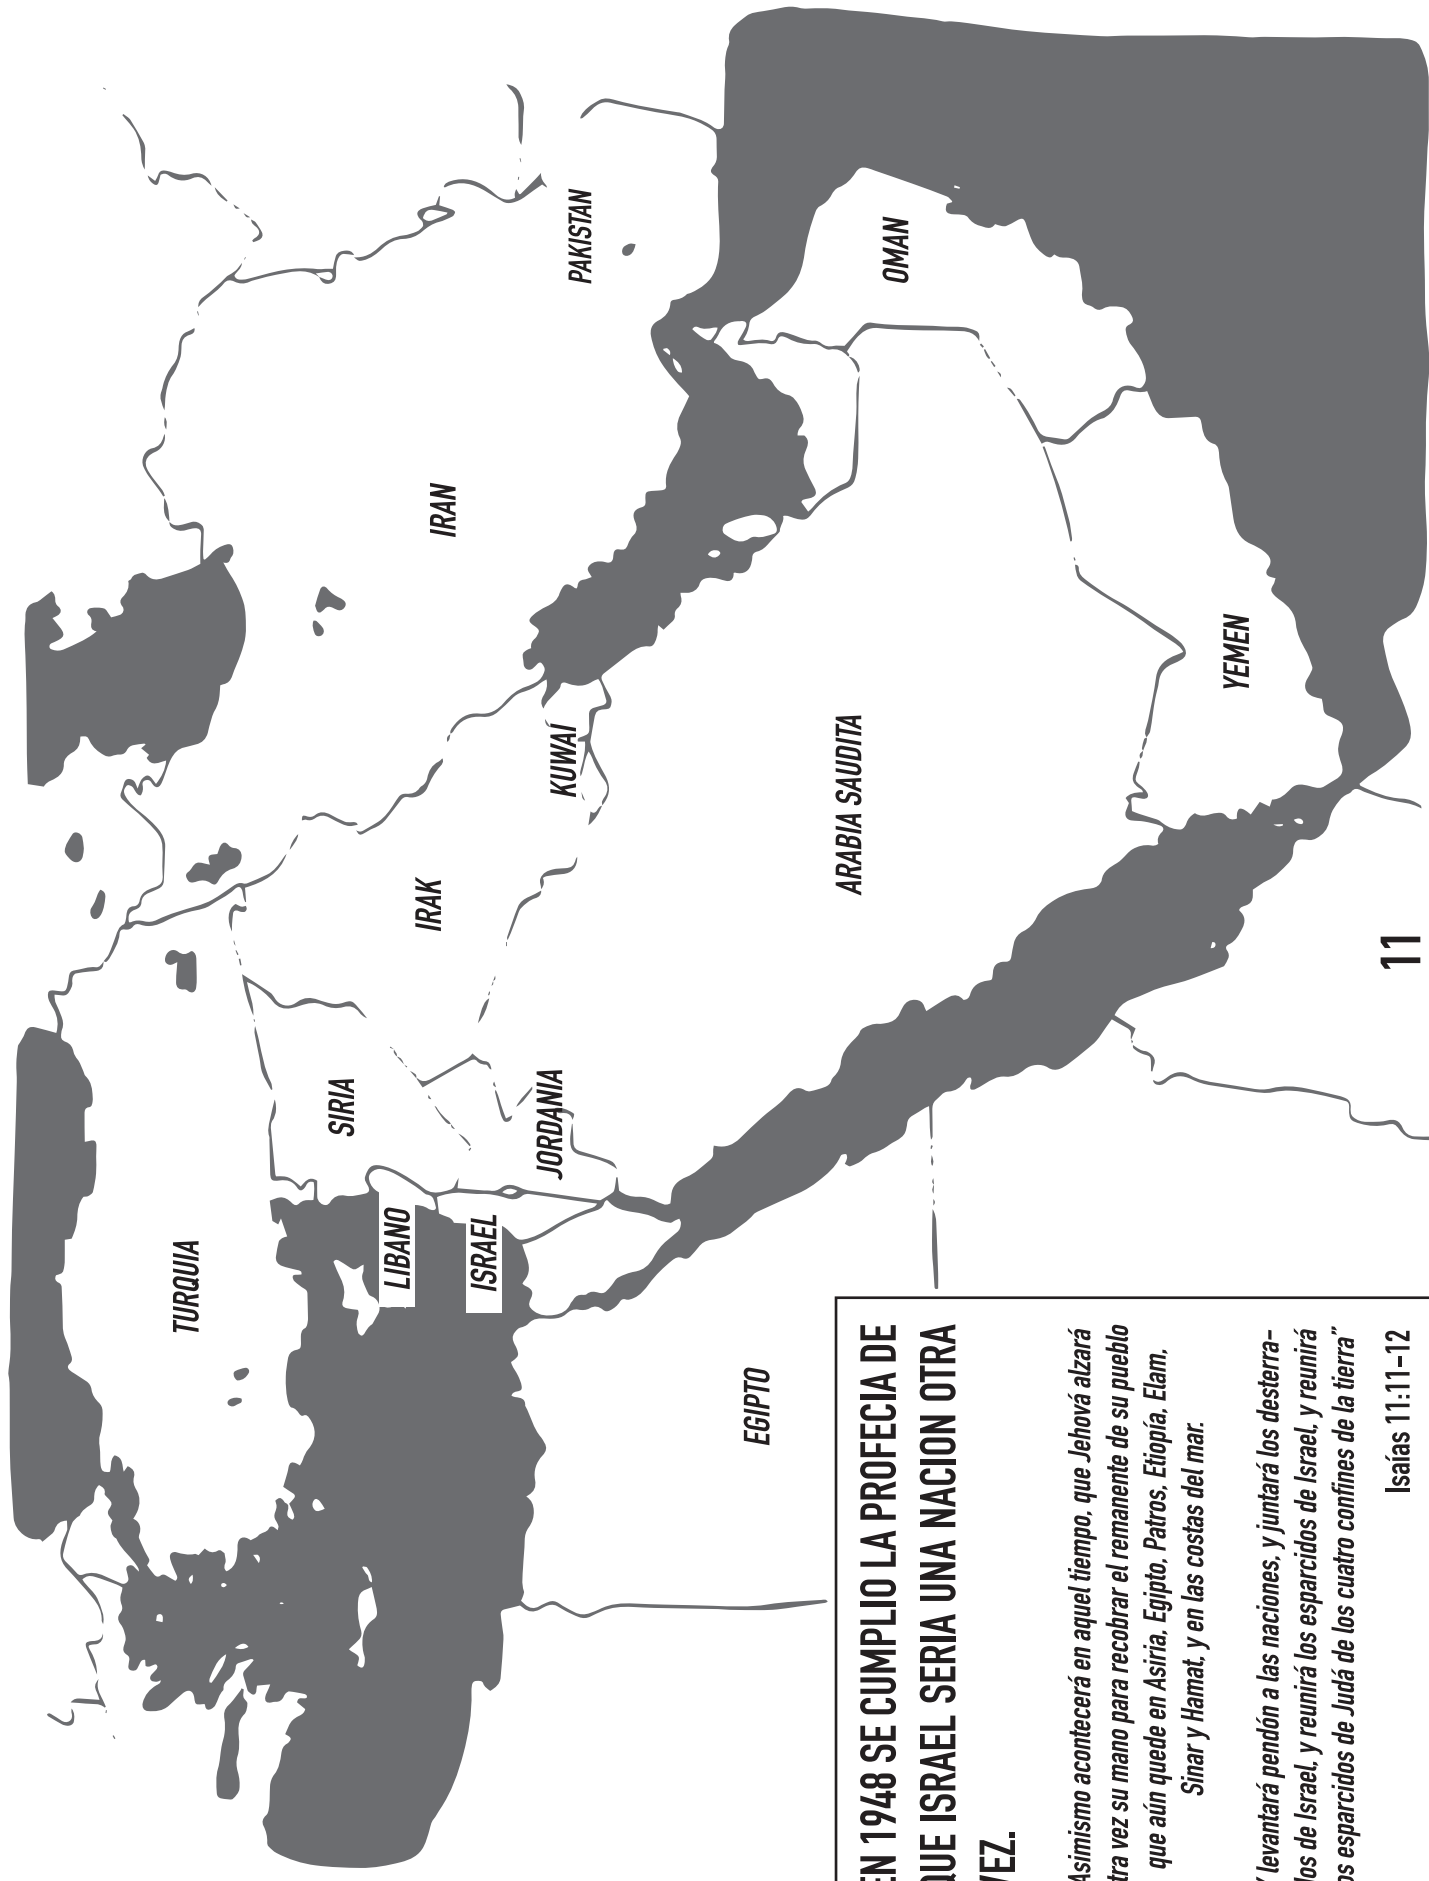 TURQUIA
SIRIA
LIBANO
IRAK
IRAN
ISRAEL
JORDANIA
KUWAI
PAKISTAN
EGIPTO
ARABIA SAUDITA
OMAN
YEMEN
EN 1948 SE CUMPLIO LA PROFECIA DE
QUE ISRAEL SERIA UNA NACION OTRA
VEZ.
Asimismo acontecerá en aquel tiempo, que Jehová alzará
tra vez su mano para recobrar el remanente de su pueblo
que aún quede en Asiria, Egipto, Patros, Etiopía, Elam,
Sinar y Hamat, y en las costas del mar.
Y levantará pendón a las naciones, y juntará los desterra-
dos de Israel, y reunirá los esparcidos de Israel, y reunirá
os esparcidos de Judá de los cuatro confines de la tierra”
Isaías 11:11-12
11